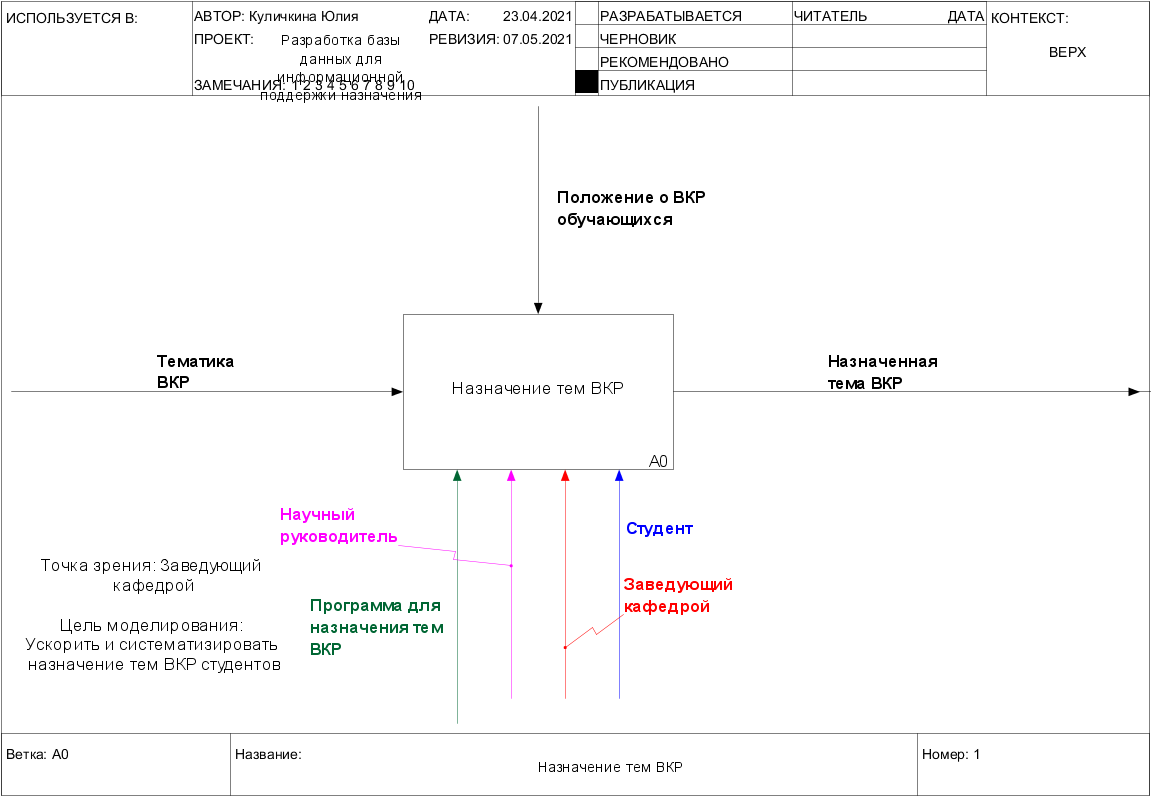 ИСПОЛЬЗУЕТСЯ В:
АВТОР: Куличкина Юлия
ДАТА: 23.04.2021
ПРОЕКТ: Разработка базы
данных для
информационной
поддержки назначения
РЕВИЗИЯ: 07.05.2021
ЗАМЕЧАНИЯ: 1 2 3 4 5 6 7 8 9 10
РАЗРАБАТЫВАЕТСЯ
ЧЕРНОВИК
РЕКОМЕНДОВАНО
ПУБЛИКАЦИЯ
ЧИТАТЕЛЬ ДАТА
КОНТЕКСТ:
ВЕРХ
Положение о ВКР
обучающихся
Тематика
ВКР
Назначение тем ВКР
A0
Назначенная
тема ВКР
Научный
руководитель
Студент
Заведующий
кафедрой
Программа для
назначения тем
ВКР
Точка зрения: Заведующий
кафедрой
Цель моделирования:
Ускорить и систематизировать
назначение тем ВКР студентов
Ветка: A0
Название:
Назначение тем ВКР
Номер: 1